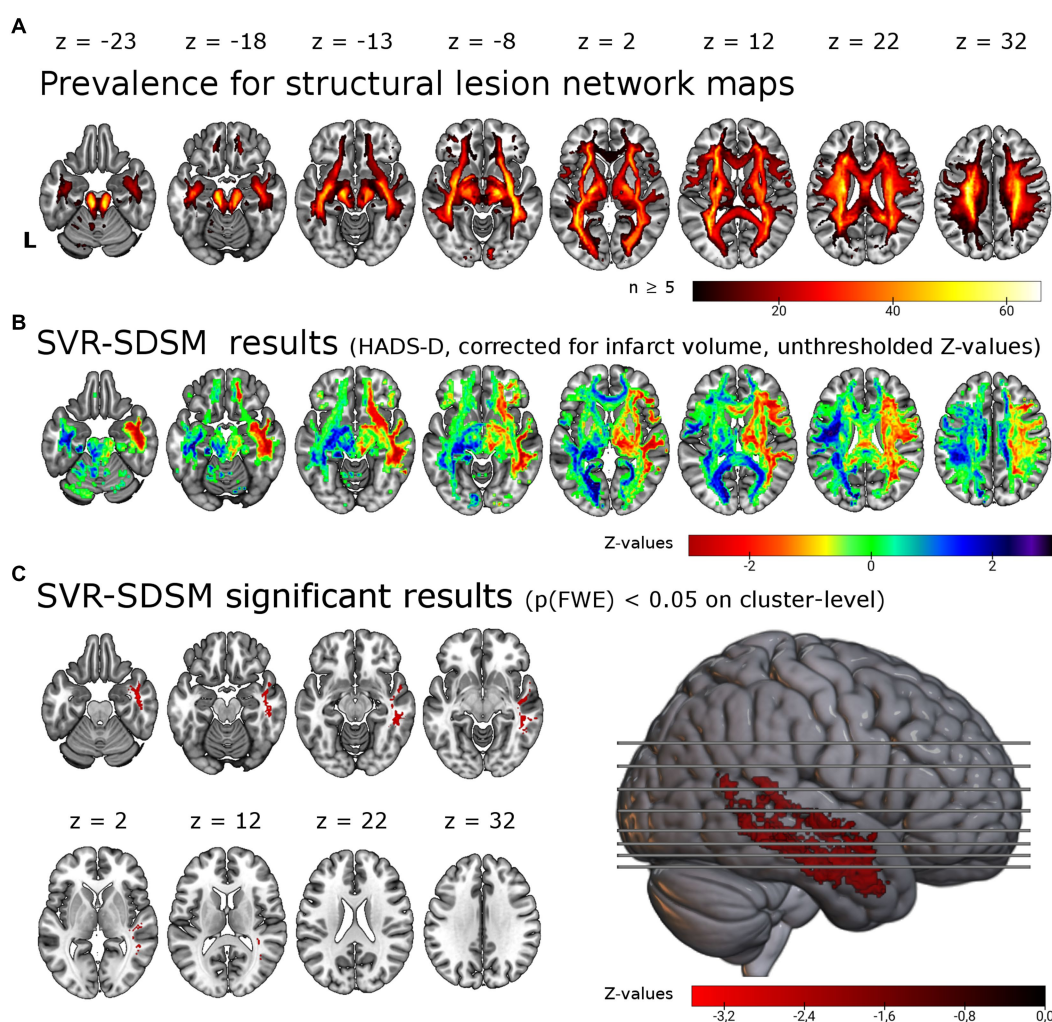 A
z = -23 z = -18 z = -13 z = -8 z = 2 z = 12 z = 22 z = 32
Prevalence for structural lesion network maps
L
n ≥ 5
20 40 60
B
SVR-SDSM results (HADS-D, corrected for infarct volume, unthresholded Z-values)
Z-values
-2 0 2
C
SVR-SDSM significant results (p(FWE) < 0.05 on cluster-level)
z = 2 z = 12 z = 22 z = 32
Z-values
-3,2 -2,4 -1,6 -0,8 0,0